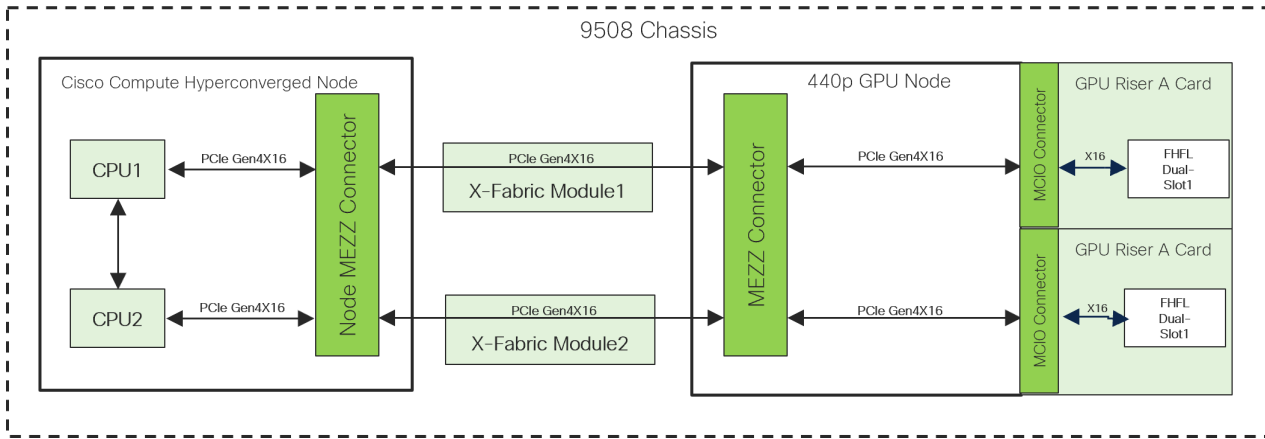 9508 Chassis
Cisco Compute Hyperconverged Node
CPU1
PCIe Gen4X16
CPU2
PCIe Gen4X16
Node MEZZ Connector
PCIe Gen4X16
X-Fabric Module1
PCIe Gen4X16
X-Fabric Module2
440p GPU Node
MEZZ Connector
PCIe Gen4X16
PCIe Gen4X16
MCIO Connector
GPU Riser A Card
X16
FHFL
Dual-
Slot1
MCIO Connector
GPU Riser A Card
X16
FHFL
Dual-
Slot1